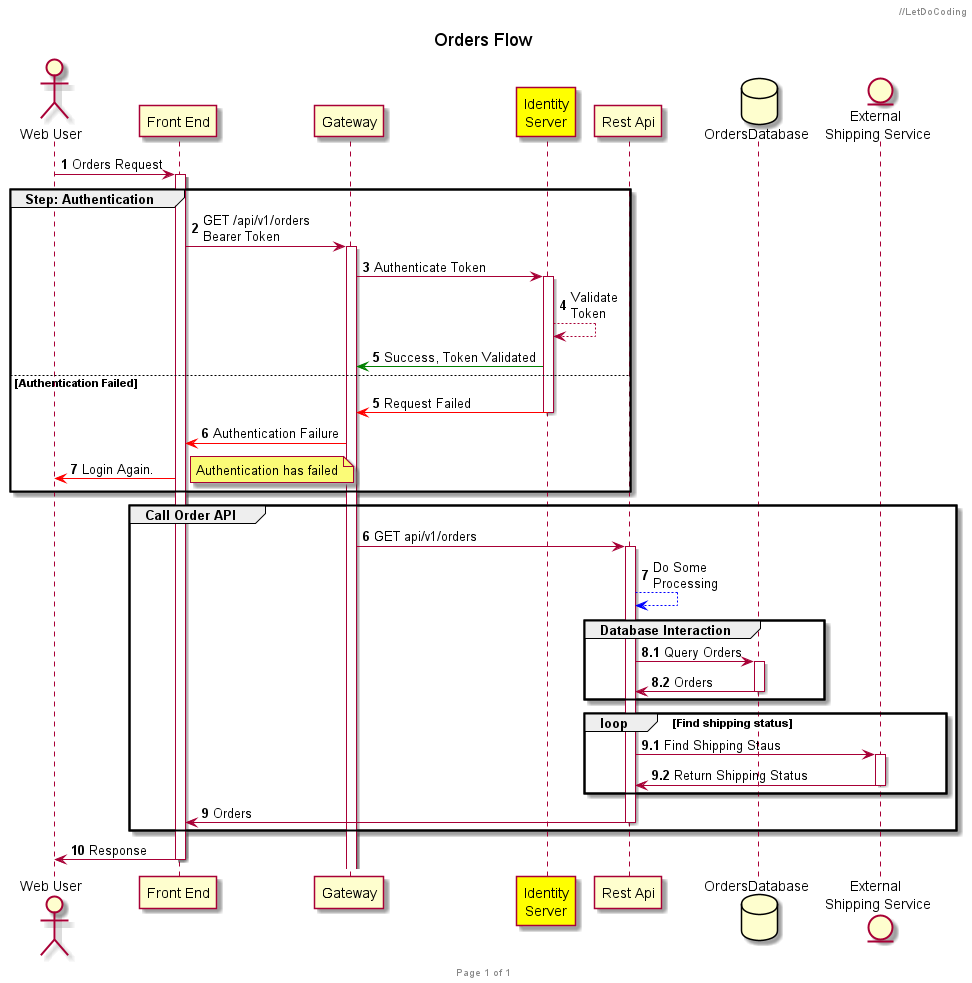 //LetDoCoding
Orders Flow
Web User
Front End
Gateway
Identity
Server
Rest Api
OrdersDatabase
External
Shipping Service
1 Orders Request
Step: Authentication
2 GET /api/v1/orders
Bearer Token
3 Authenticate Token
4 Validate
Token
5 Success, Token Validated
[Authentication Failed]
5 Request Failed
6 Authentication Failure
7 Login Again.
Authentication has failed
Call Order API
6 GET api/v1/orders
7 Do Some
Processing
Database Interaction
8.1 Query Orders
8.2 Orders
loop [Find shipping status]
9.1 Find Shipping Staus
9.2 Return Shipping Status
9 Orders
10 Response
Web User
Front End
Gateway
Identity
Server
Rest Api
OrdersDatabase
External
Shipping Service
Page 1 of 1